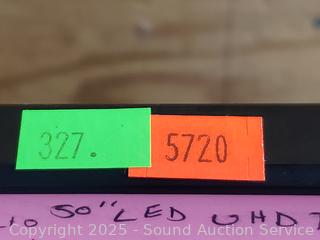 327. 5720
50" LED UHD
Copyright 2025 - Sound Auction Service